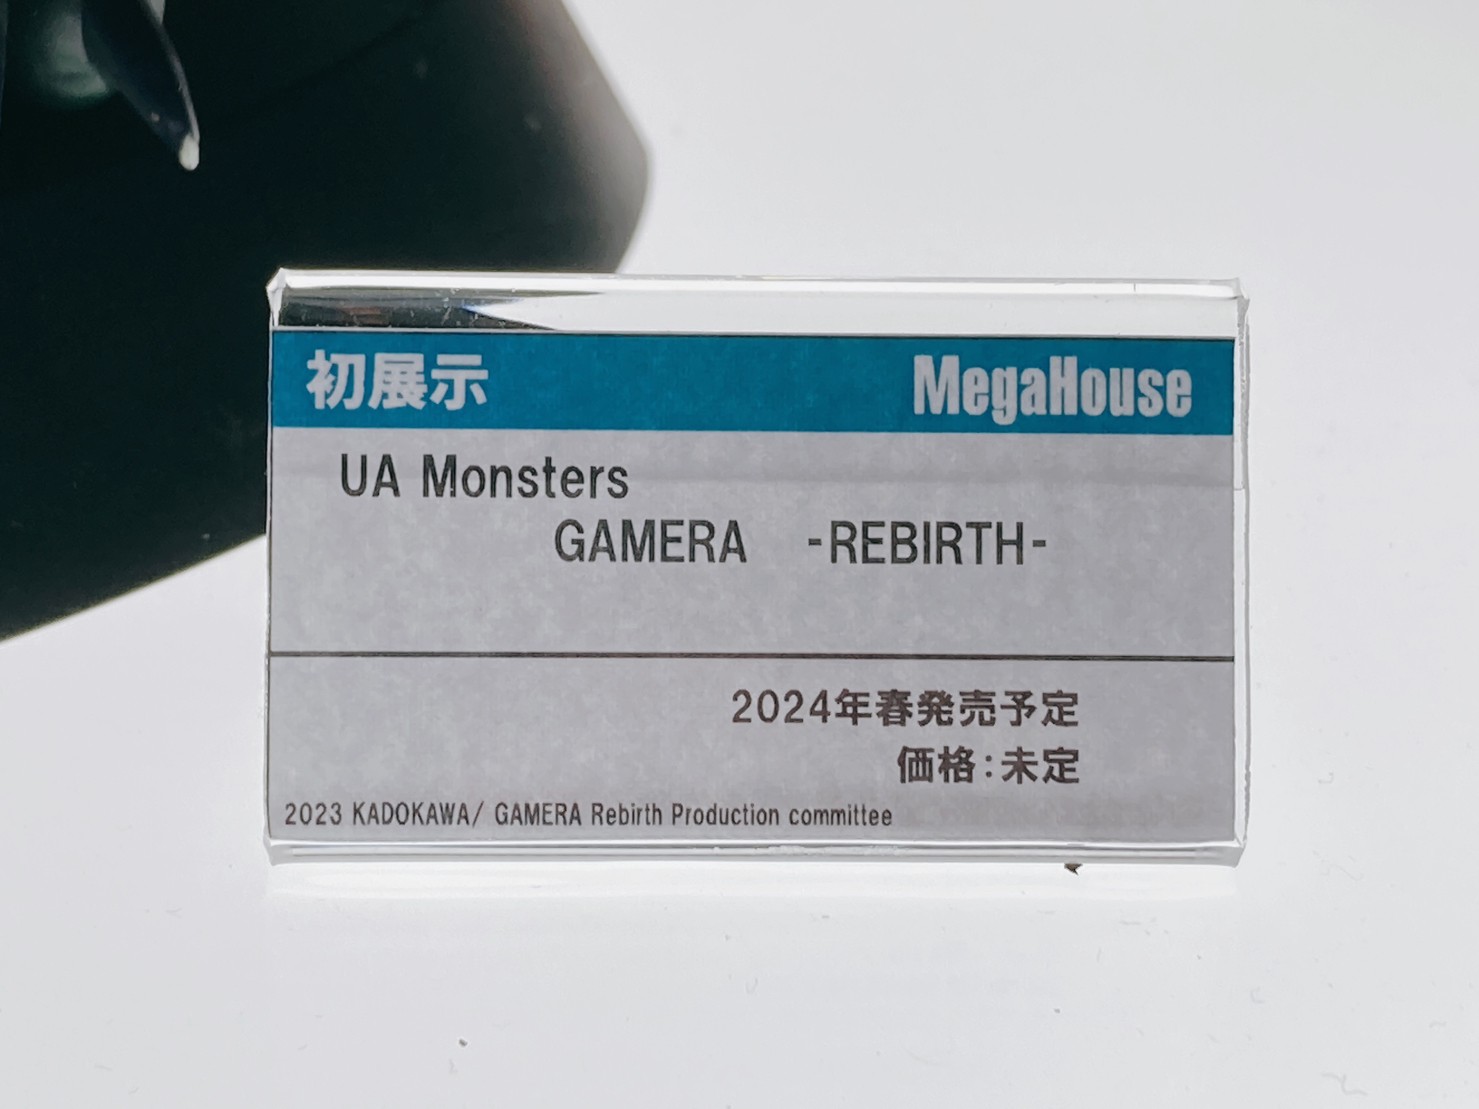 初展示 MegaHouse
UA Monsters
GAMERA -REBIRTH-
2024年春発売予定
価格:未定
2023 KADOKAWA/ GAMERA Rebirth Production committee